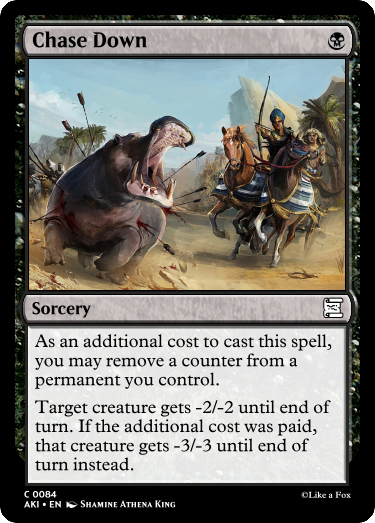 Chase Down
Sorcery
As an additional cost to cast this spell,
you may remove a counter from a
permanent you control.
Target creature gets -2/-2 until end of
turn. If the additional cost was paid,
that creature gets -3/-3 until end of
turn instead.
C 0084
AKI • EN Shamine Athena King
©Like a Fox